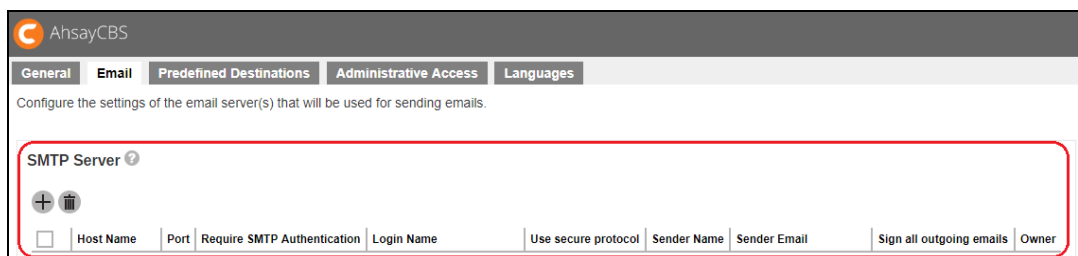 AhsayCBS
General Email Predefined Destinations Administrative Access Languages
Configure the settings of the email server(s) that will be used for sending emails.
SMTP Server ?
Host Name Port Require SMTP Authentication Login Name Use secure protocol Sender Name Sender Email Sign all outgoing emails Owner